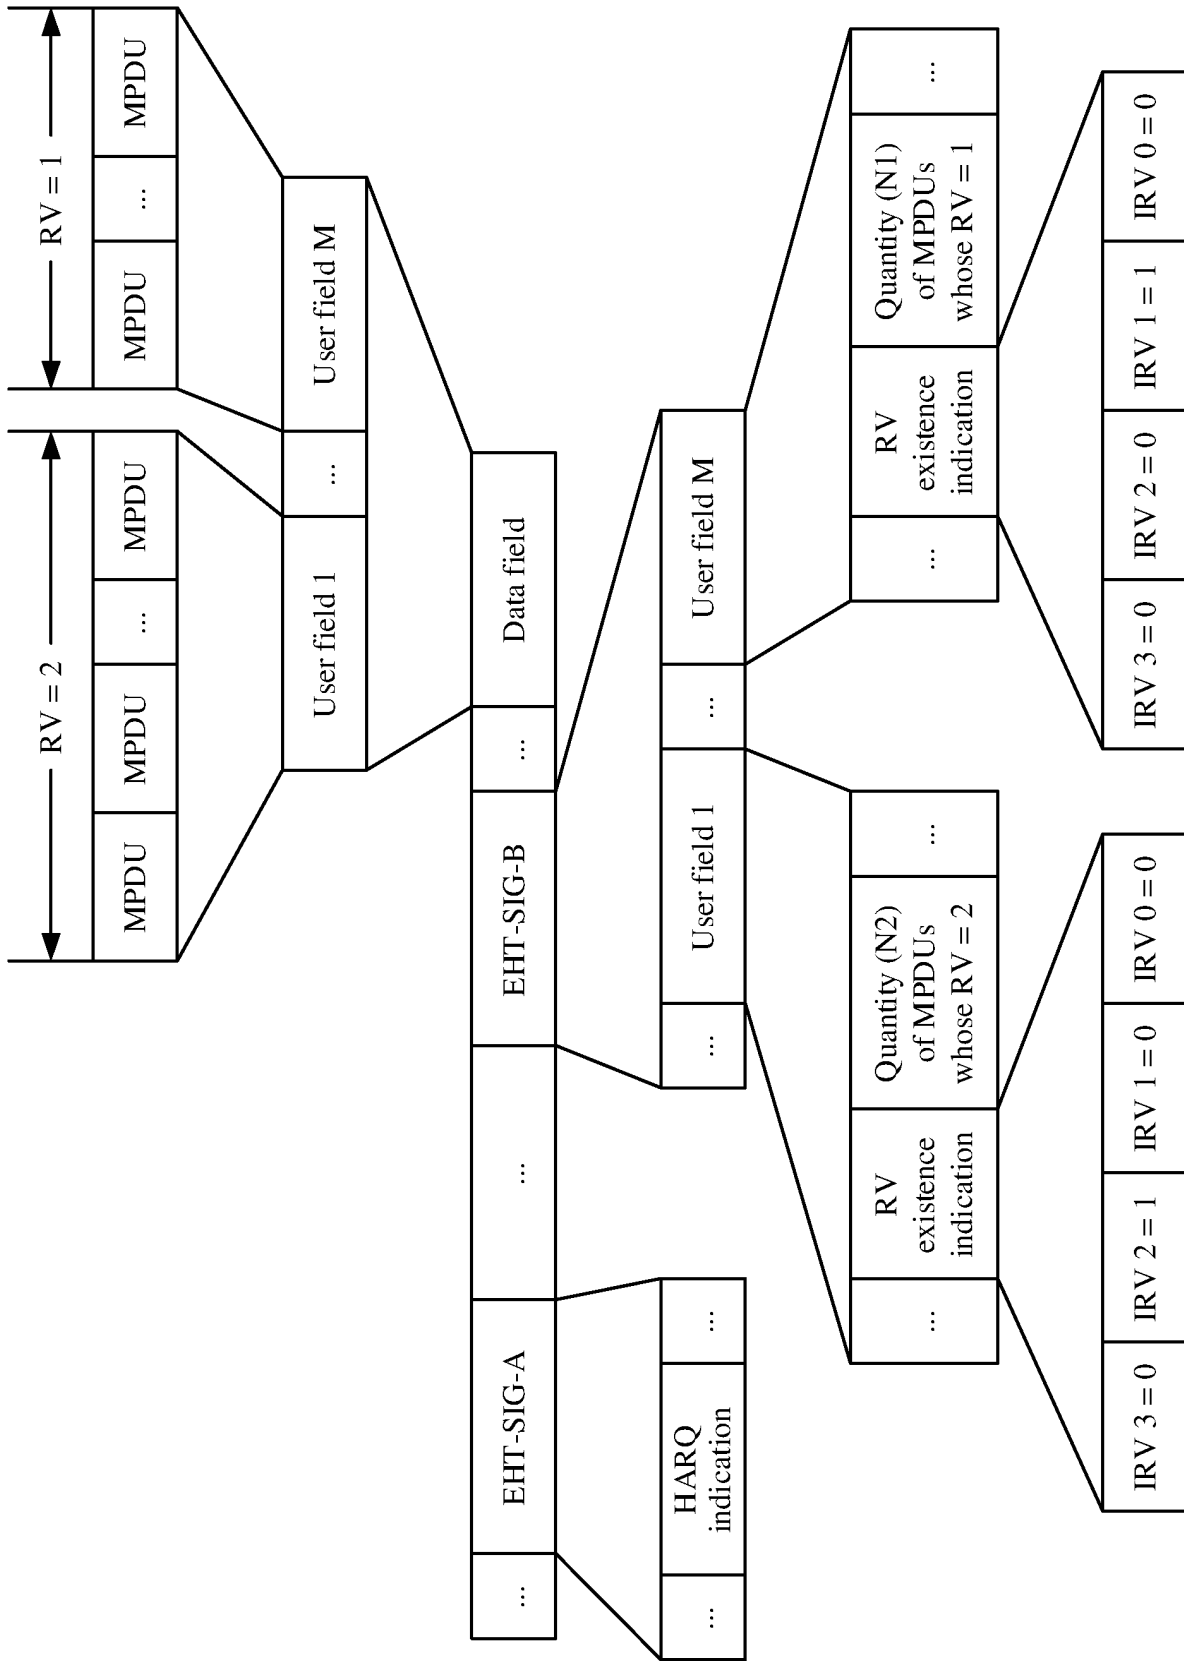 RV = 2
RV = 1
MPDU
MPDU
...
MPDU
MPDU
...
MPDU
User field 1
...
User field M
...
EHT-SIG-A
...
EHT-SIG-B
...
Data field
...
HARQ
indication
...
...
User field 1
...
User field M
...
RV
existence
indication
Quantity (N2)
of MPDUs
whose RV = 2
...
...
RV
existence
indication
Quantity (N1)
of MPDUs
whose RV = 1
...
IRV 3 = 0
IRV 2 = 1
IRV 1 = 0
IRV 0 = 0
IRV 3 = 0
IRV 2 = 0
IRV 1 = 1
IRV 0 = 0